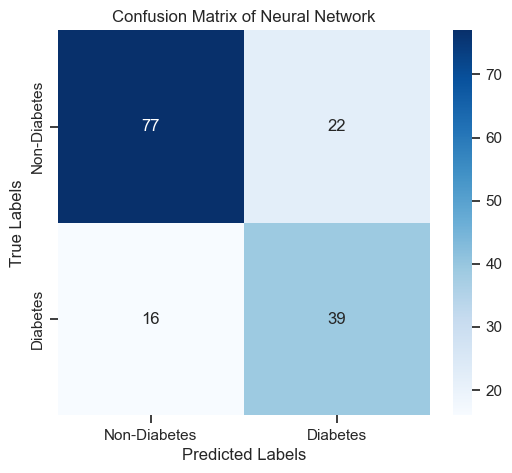 Confusion Matrix of Neural Network
True Labels
Non-Diabetes
Diabetes
77
22
16
39
Non-Diabetes
Diabetes
Predicted Labels
70
60
50
40
30
20